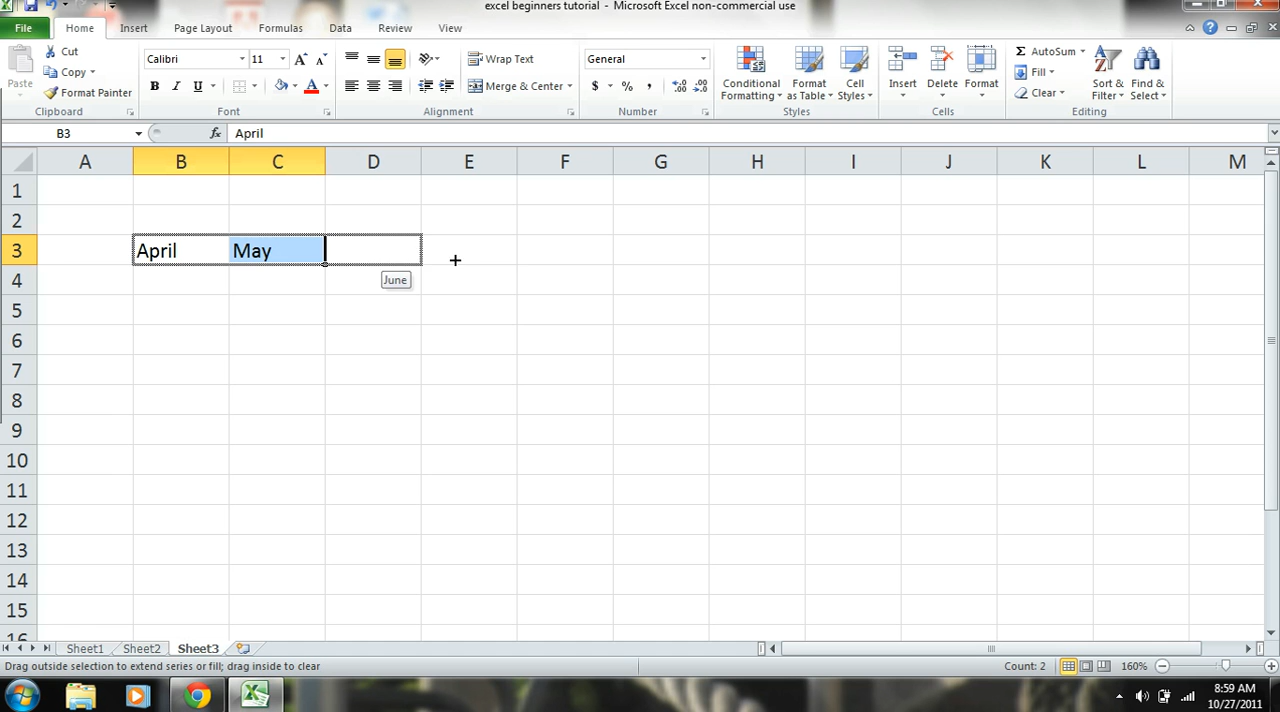 excel beginners tutorial - Microsoft Excel non-commercial use
File Home Insert Page Layout Formulas Data Review View
Cut
Copy
Format Painter
Paste
Clipboard
Calibri 11
B I U A
Font
Wrap Text
Merge & Center
Alignment
General
$ % ,
Number
Conditional Formatting
Format as Table
Cell Styles
Styles
Insert Delete Format
Cells
Σ AutoSum
Fill
Clear
Sort & Filter
Find & Select
Editing
B3 fx April
A B C D E F G H I J K L M
1
2
3 April May
June
4
5
6
7
8
9
10
11
12
13
14
15
16
Sheet1 Sheet2 Sheet3
Drag outside selection to extend series or fill; drag inside to clear Count: 2 160%
8:59 AM
10/27/2011